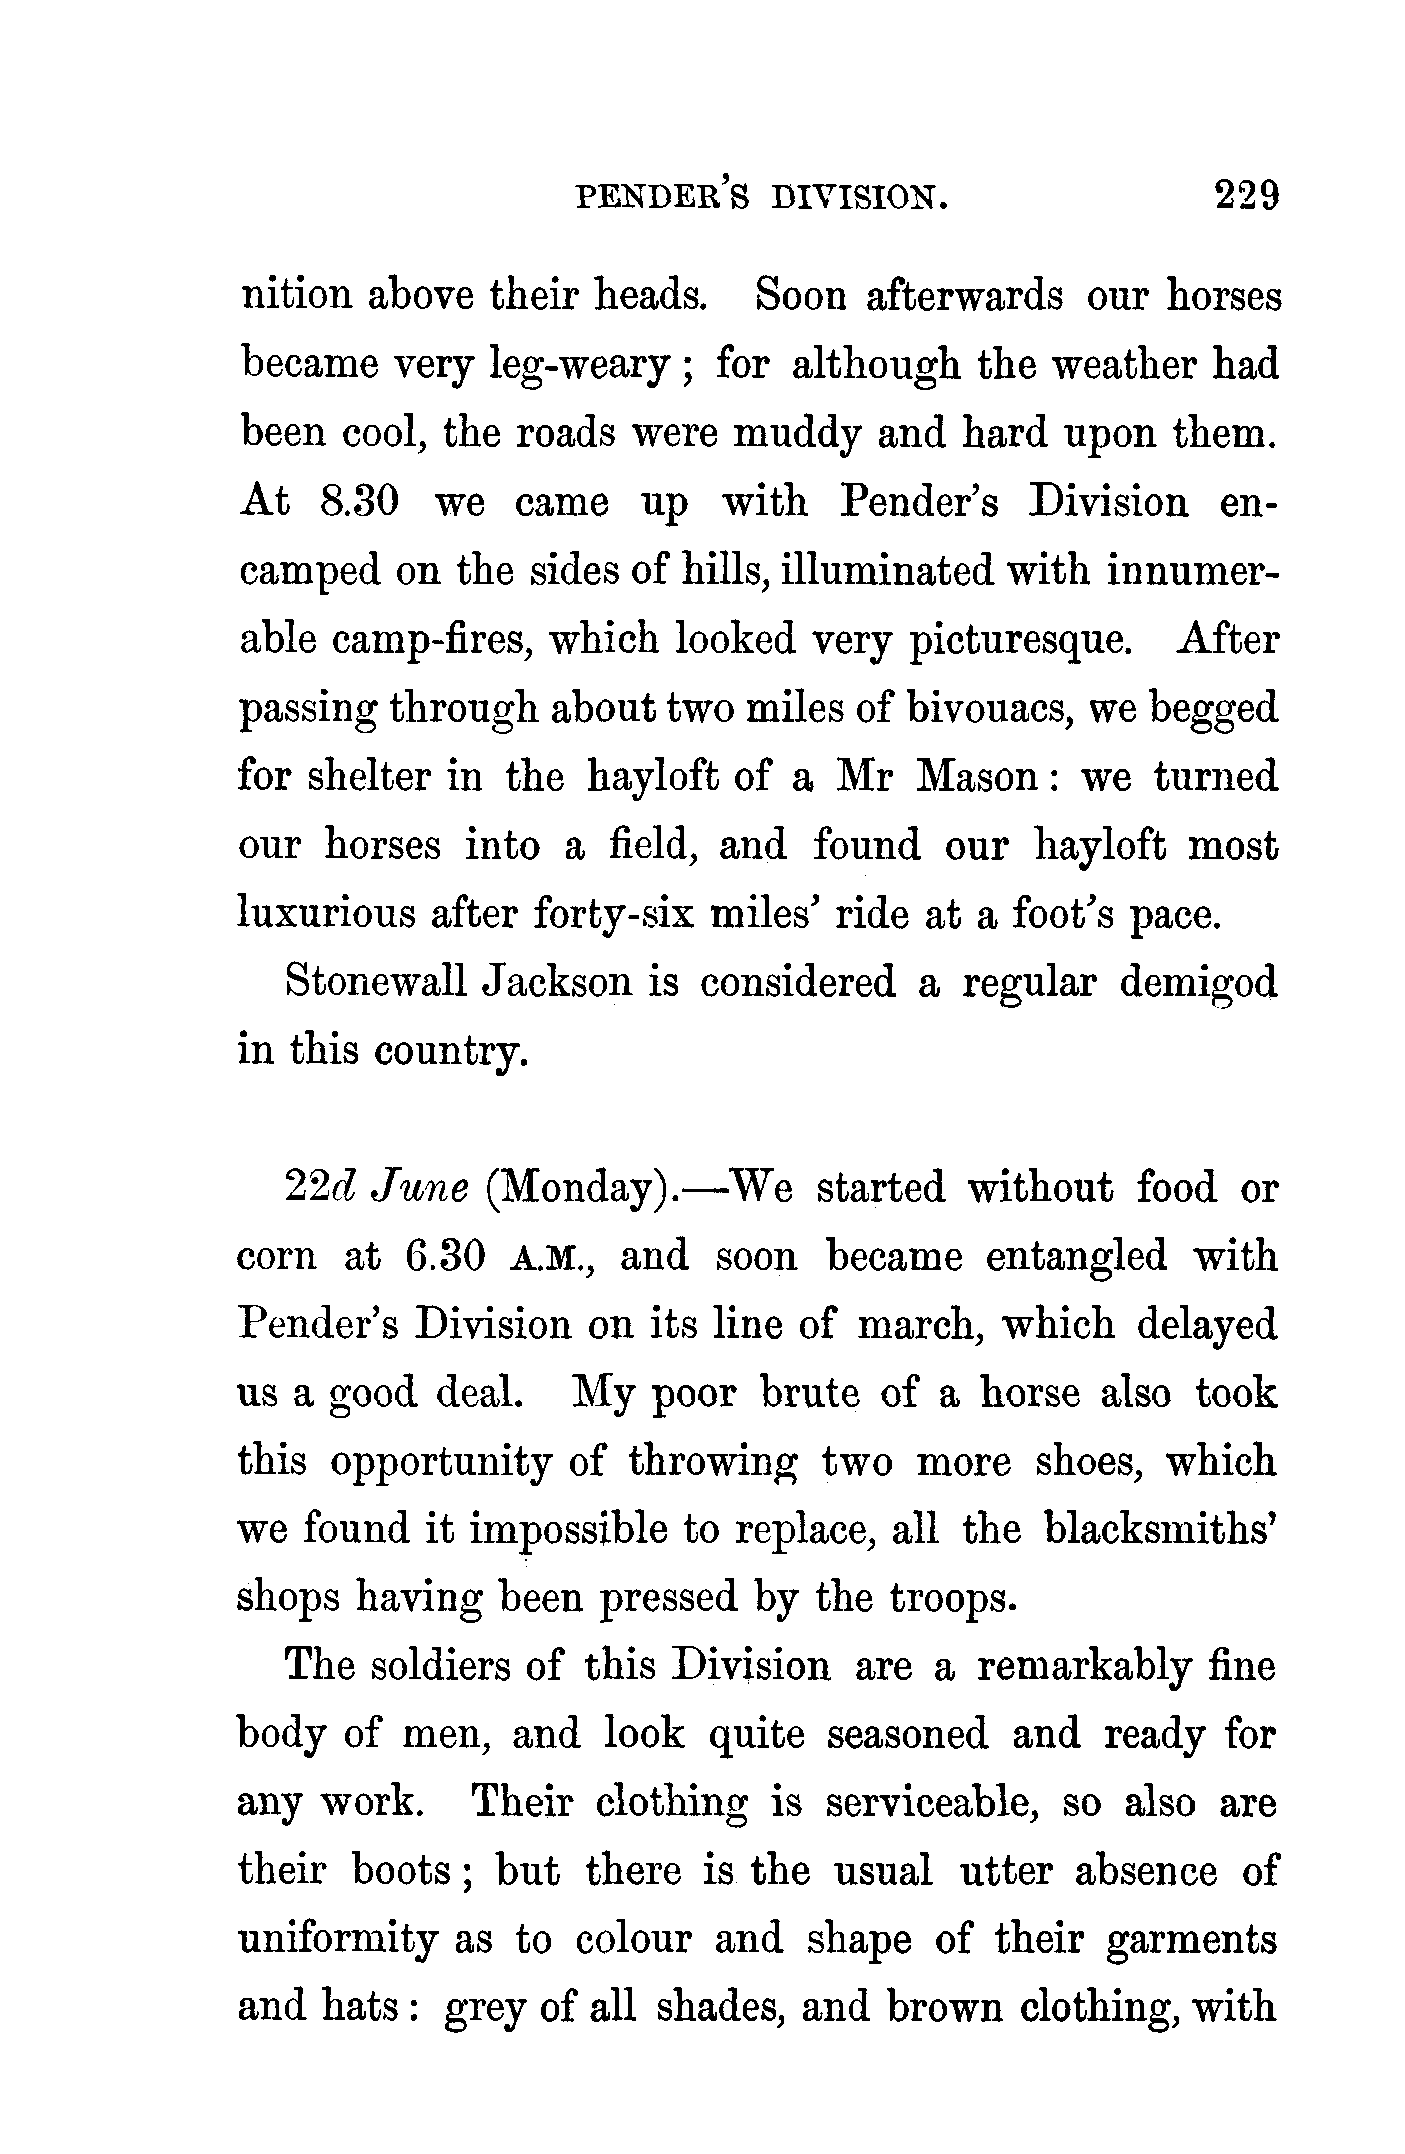 PENDER'S DIVISION. 229
nition above their heads. Soon afterwards our horses
became very leg-weary ; for although the weather had
been cool, the roads were muddy and hard upon them.
At 8.30 we came up with Pender's Division en-
camped on the sides of hills, illuminated with innumer-
able camp-fires, which looked very picturesque. After
passing through about two miles of bivouacs, we begged
for shelter in the hayloft of a Mr Mason : we turned
our horses into a field, and found our hayloft most
luxurious after forty-six miles' ride at a foot's pace.
Stonewall Jackson is considered a regular demigod
in this country.
22d June (Monday).—We started without food or
corn at 6.30 A.M., and soon became entangled with
Pender's Division on its line of march, which delayed
us a good deal. My poor brute of a horse also took
this opportunity of throwing two more shoes, which
we found it impossible to replace, all the blacksmiths'
shops having been pressed by the troops.
The soldiers of this Division are a remarkably fine
body of men, and look quite seasoned and ready for
any work. Their clothing is serviceable, so also are
their boots ; but there is the usual utter absence of
uniformity as to colour and shape of their garments
and hats : grey of all shades, and brown clothing, with